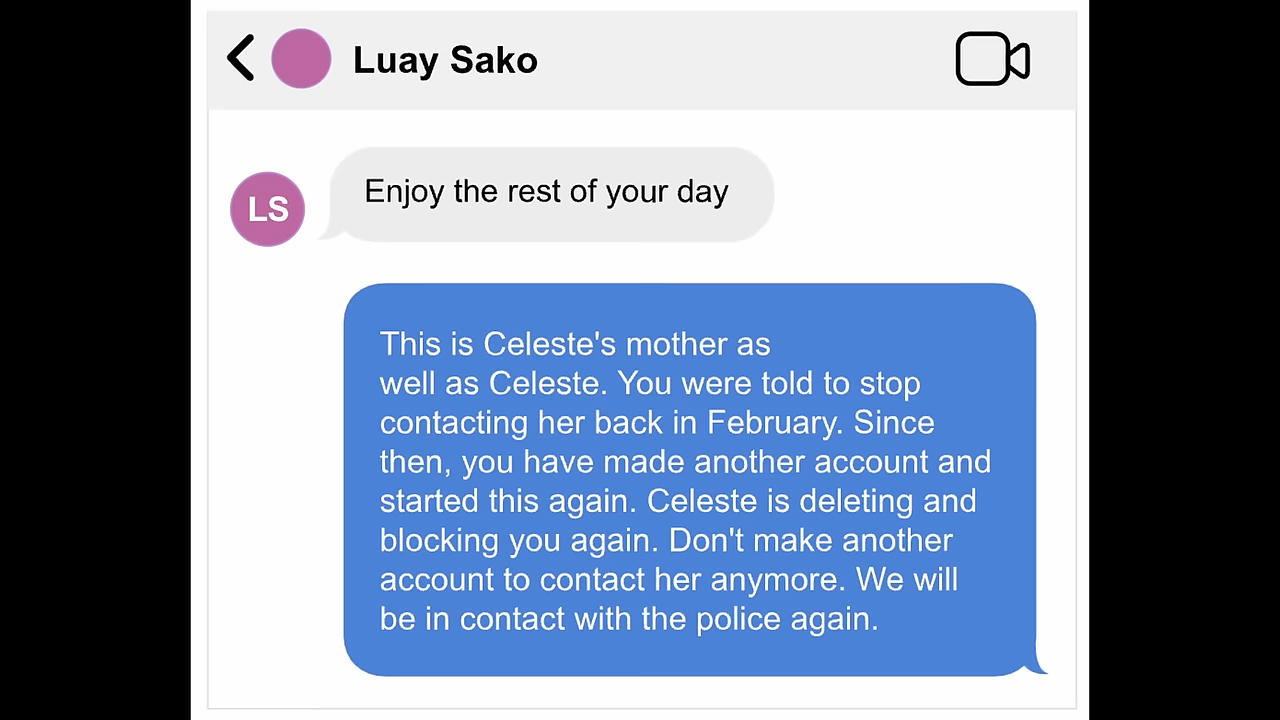 Luay Sako
Enjoy the rest of your day
LS
This is Celeste's mother as
well as Celeste. You were told to stop
contacting her back in February. Since
then, you have made another account and
started this again. Celeste is deleting and
blocking you again. Don't make another
account to contact her anymore. We will
be in contact with the police again.